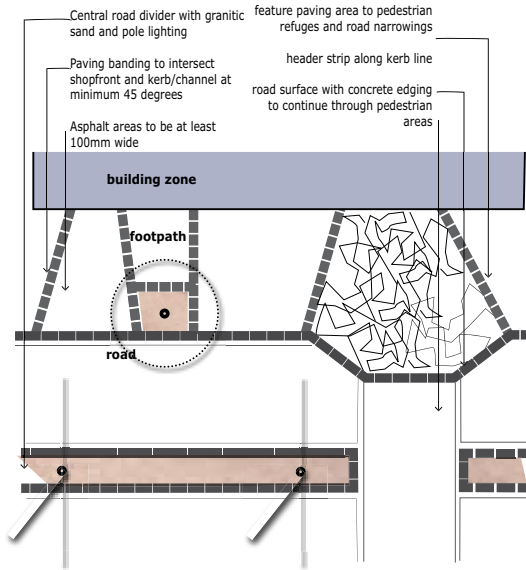 Central road divider with granitic
sand and pole lighting
Paving banding to intersect
shopfront and kerb/channel at
minimum 45 degrees
Asphalt areas to be at least
100mm wide
feature paving area to pedestrian
refuges and road narrowings
header strip along kerb line
road surface with concrete edging
to continue through pedestrian
areas
building zone
footpath
road